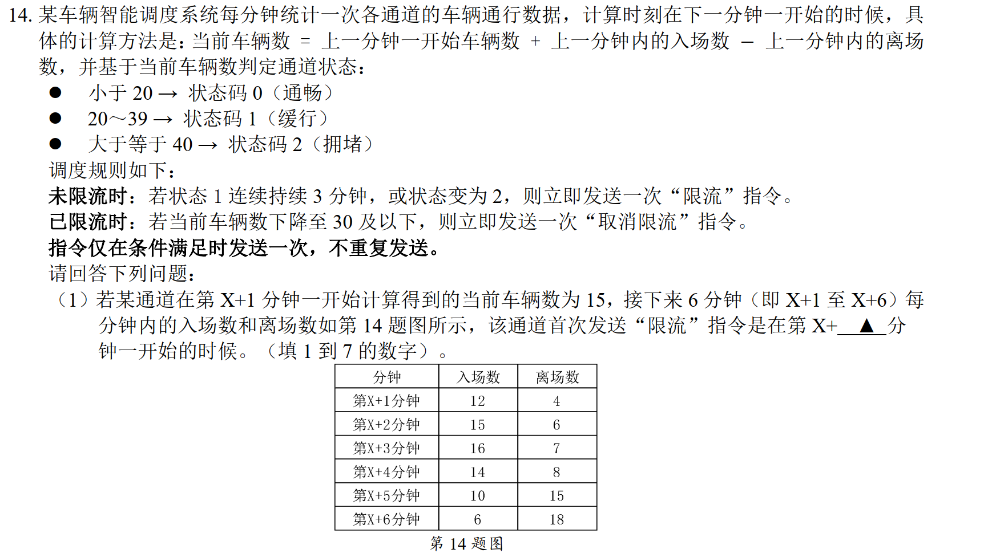 14. 某车辆智能调度系统每分钟统计一次各通道的车辆通行数据，计算时刻在下一分钟一开始的时候，具
体的计算方法是：当前车辆数 = 上一分钟一开始车辆数 + 上一分钟内的入场数 － 上一分钟内的离场
数，并基于当前车辆数判定通道状态：
● 小于 20 → 状态码 0（通畅）
● 20～39 → 状态码 1（缓行）
● 大于等于 40 → 状态码 2（拥堵）
调度规则如下：
未限流时：若状态 1 连续持续 3 分钟，或状态变为 2，则立即发送一次“限流”指令。
已限流时：若当前车辆数下降至 30 及以下，则立即发送一次“取消限流”指令。
指令仅在条件满足时发送一次，不重复发送。
请回答下列问题：
（1）若某通道在第 X+1 分钟一开始计算得到的当前车辆数为 15，接下来 6 分钟（即 X+1 至 X+6）每
分钟内的入场数和离场数如第 14 题图所示，该通道首次发送“限流”指令是在第 X+ ▲ 分
钟一开始的时候。（填 1 到 7 的数字）。
分钟 入场数 离场数
第X+1分钟 12 4
第X+2分钟 15 6
第X+3分钟 16 7
第X+4分钟 14 8
第X+5分钟 10 15
第X+6分钟 6 18
第 14 题图